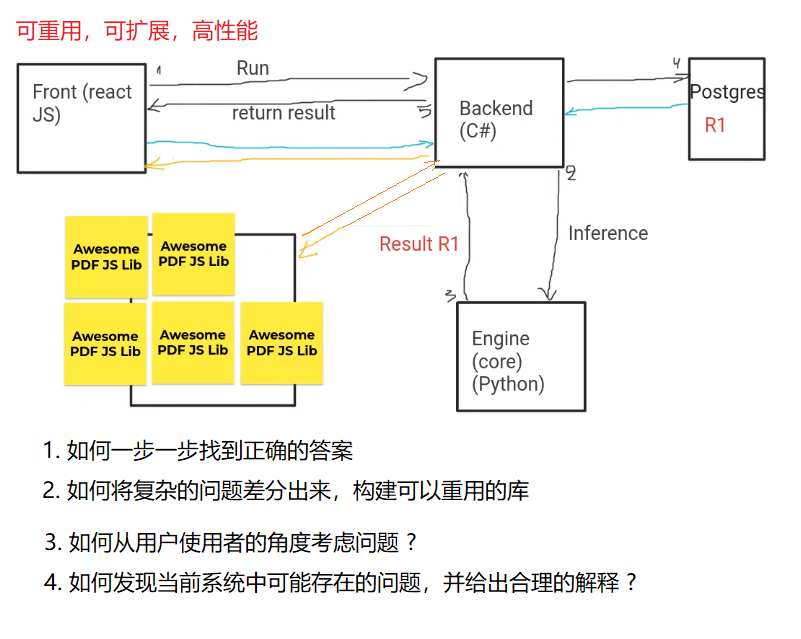 可重用，可扩展，高性能
1
Run
4
Front (react
JS)
return result
5
Backend
(C#)
Postgres
R1
2
Awesome
PDF JS Lib
Awesome
PDF JS Lib
Result R1
Inference
3
Awesome
PDF JS Lib
Awesome
PDF JS Lib
Awesome
PDF JS Lib
Engine
(core)
(Python)
1. 如何一步一步找到正确的答案
2. 如何将复杂的问题差分出来，构建可以重用的库
3. 如何从用户使用者的角度考虑问题？
4. 如何发现当前系统中可能存在的问题，并给出合理的解释？